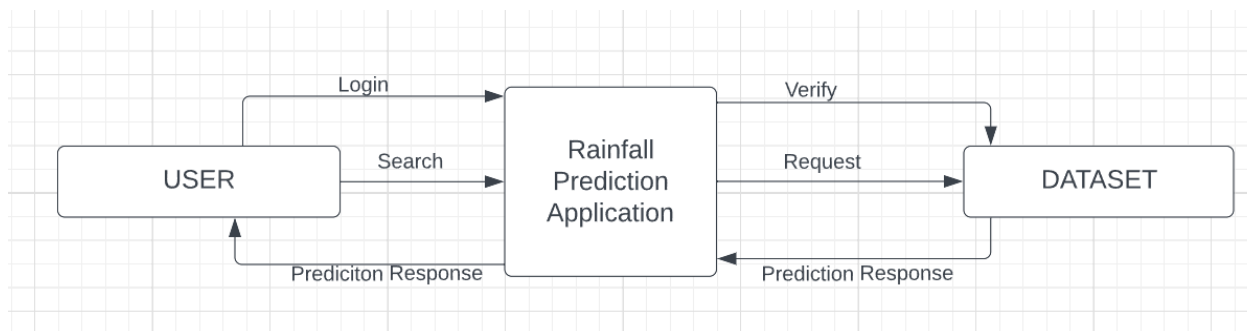 Login
Verify
Search
Request
USER
Rainfall
Prediction
Application
DATASET
Prediciton Response
Prediction Response